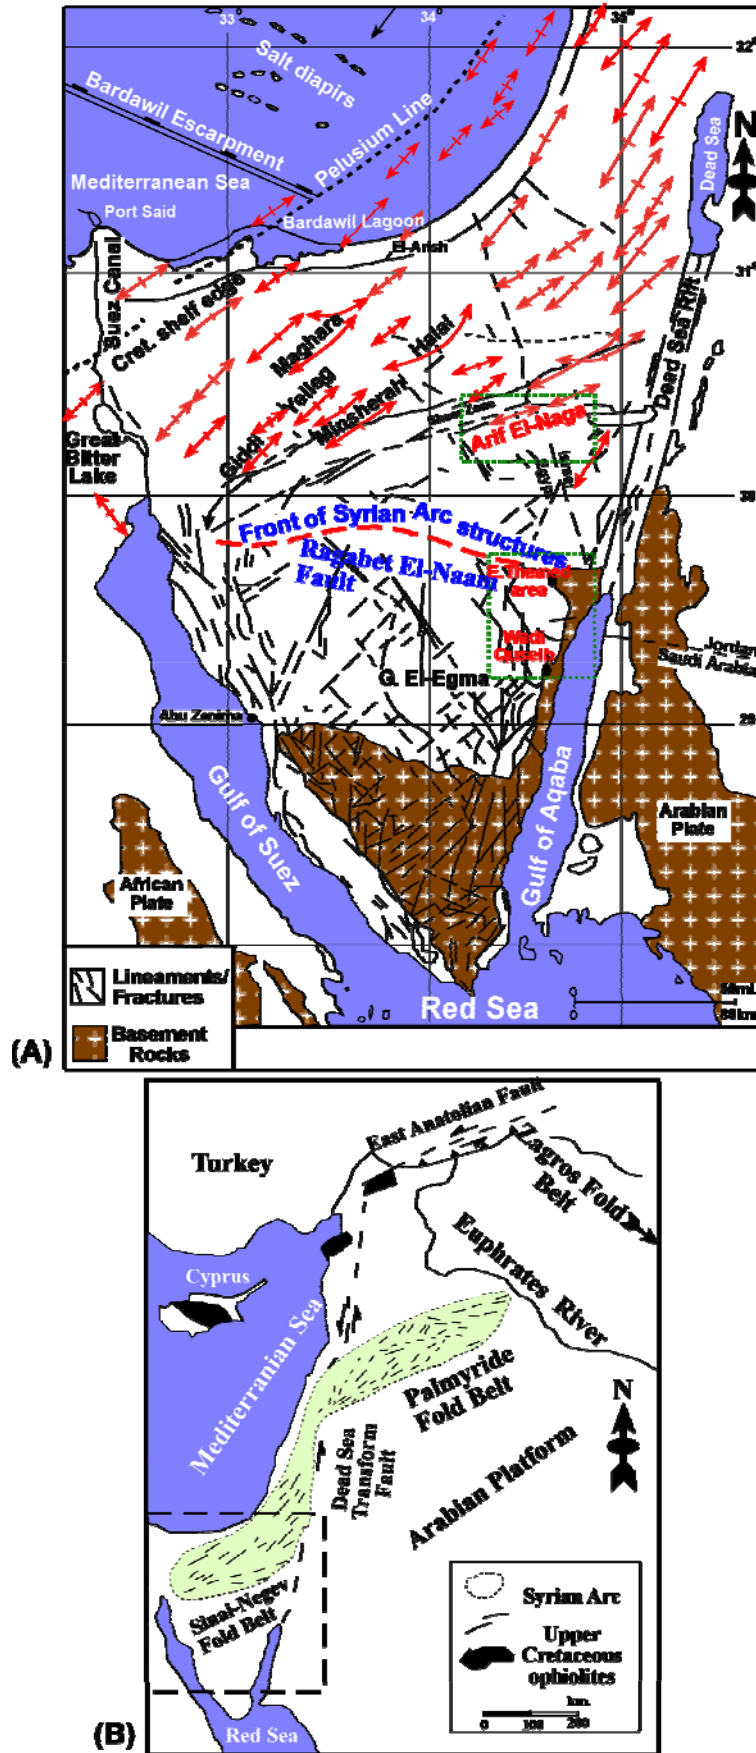 33°
34
35°
32°
Salt diapirs
Bardawil Escarpment
Pelusium Line
N
Dead Sea
Mediterranean Sea
Port Said
Bardawil Lagoon
El-Arish
31°
Suez Canal
Cret. shelf edge
Dead Sea Rift
Maghara
Halal
Yelleg
Minsherah
Giddi
Arif El-Naga
Great
Bitter
Lake
Egypt
Israel
30
Front of Syrian Arc structures
Ragabet El-Naam
Fault
E.Themed
area
Wadi
Quseib
Jordan
Saudi Arabia
G. El-Egma
Abu Zenima
29
Gulf of Suez
Gulf of Aqaba
Arabian
Plate
African
Plate
Lineaments/
Fractures
Basement
Rocks
Red Sea
0
(A)
East Anatolian Fault
Turkey
Zagros Fold
Belt
Euphrates River
Cyprus
Mediterranian Sea
Palmyride
Fold Belt
N
Dead Sea
Transform
Fault
Arabian Platform
Sinai-Negev
Fold Belt
Syrian Arc
Upper
Cretaceous
ophiolites
km.
0 100 200
Red Sea
(B)